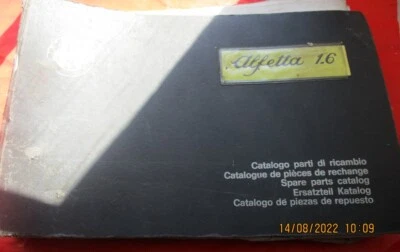 Alfetta 1.6
Catalogo parti di ricambio
Catalogue de pièces de rechange
Spare parts catalog
Ersatzteil Katalog
Catalogo dé piezas de repuesto
14/08/2022 10:09